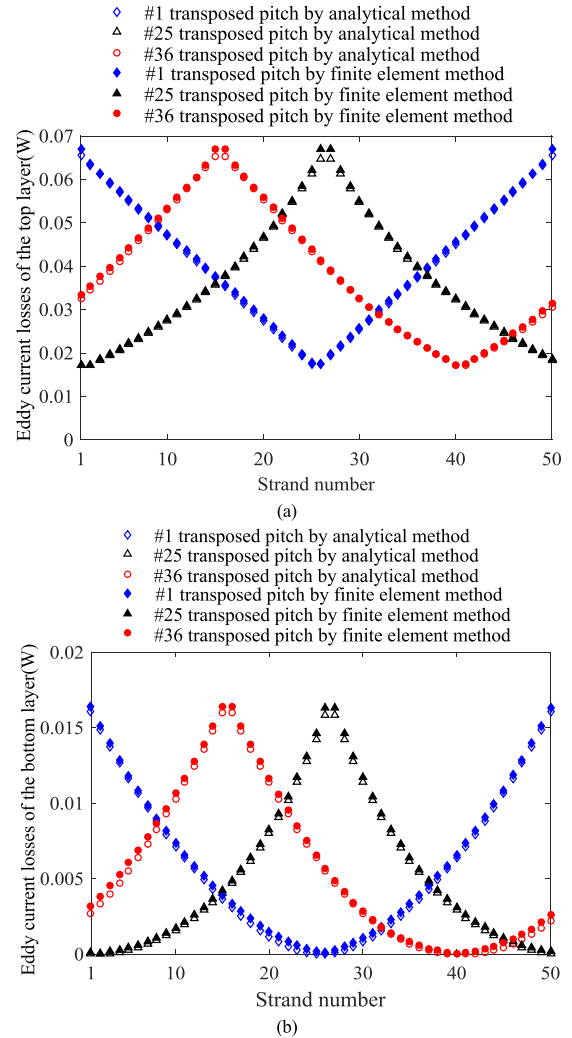 #1 transposed pitch by analytical method
#25 transposed pitch by analytical method
#36 transposed pitch by analytical method
#1 transposed pitch by finite element method
#25 transposed pitch by finite element method
#36 transposed pitch by finite element method
Eddy current losses of the top layer(W)
0.07
0.06
0.05
0.04
0.03
0.02
0.01
0
1 10 20 30 40 50
Strand number
(a)
#1 transposed pitch by analytical method
#25 transposed pitch by analytical method
#36 transposed pitch by analytical method
#1 transposed pitch by finite element method
#25 transposed pitch by finite element method
#36 transposed pitch by finite element method
Eddy current losses of the bottom layer(W)
0.02
0.015
0.01
0.005
0
1 10 20 30 40 50
Strand number
(b)